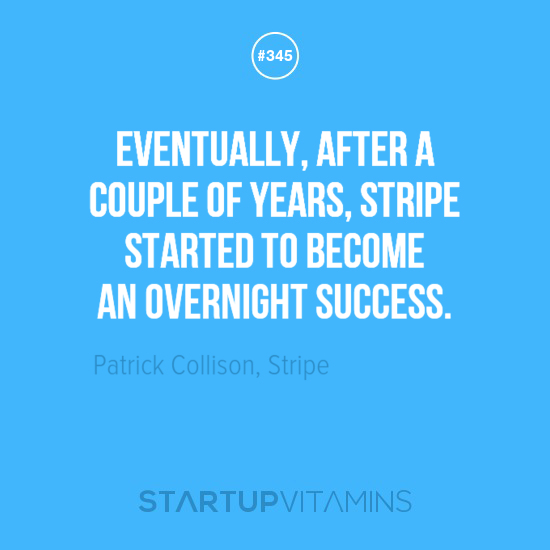 #345
EVENTUALLY, AFTER A
COUPLE OF YEARS, STRIPE
STARTED TO BECOME
AN OVERNIGHT SUCCESS.
Patrick Collison, Stripe
STARTUPVITAMINS